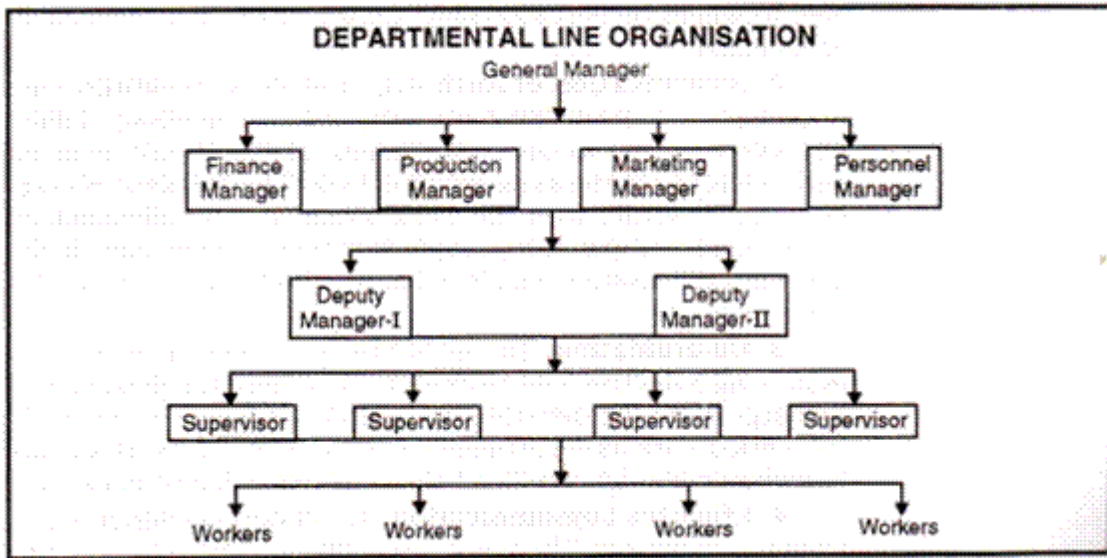 DEPARTMENTAL LINE ORGANISATION
General Manager
Finance
Manager
Production
Manager
Marketing
Manager
Personnel
Manager
Deputy
Manager-I
Deputy
Manager-II
Supervisor
Supervisor
Supervisor
Supervisor
Workers
Workers
Workers
Workers